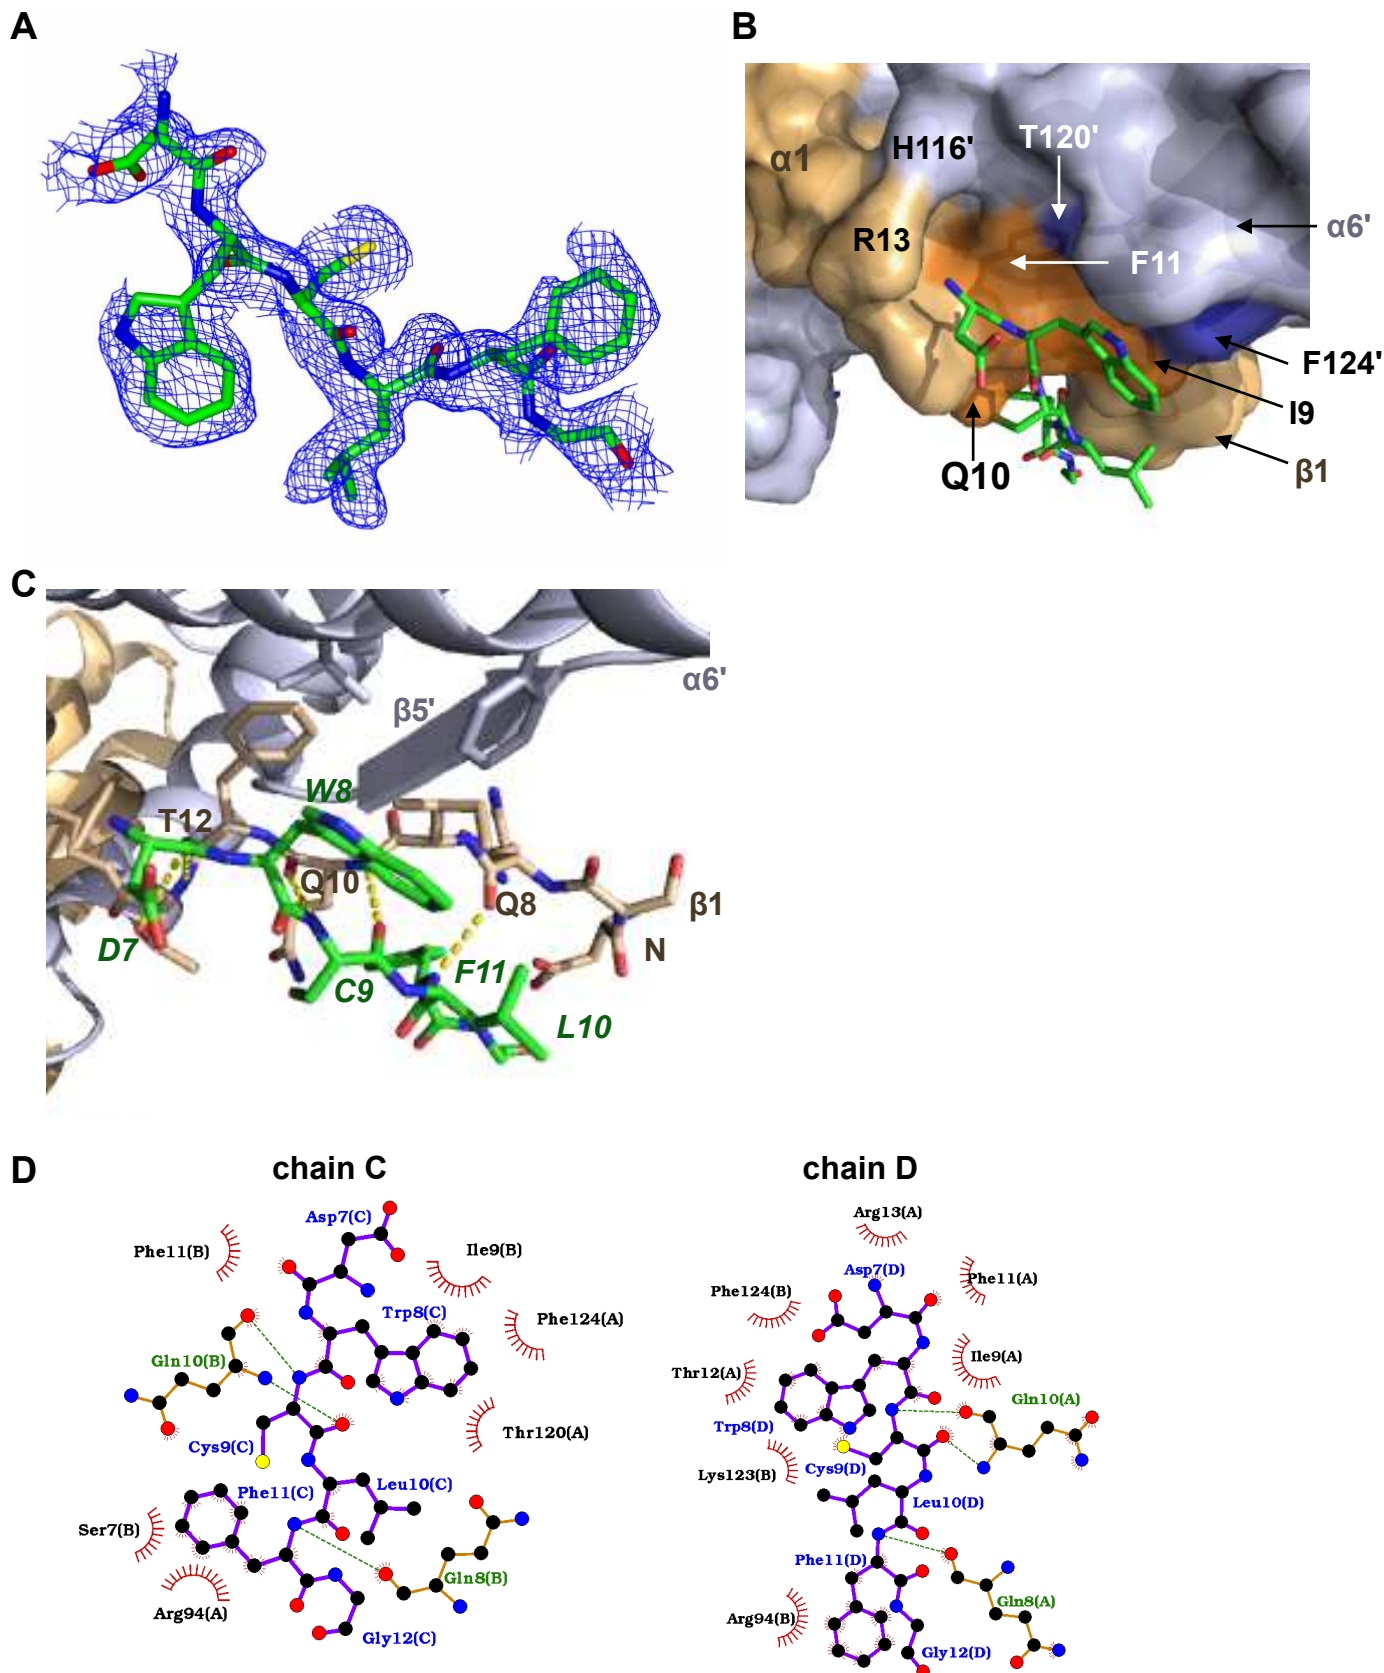 A
B
α1
H116'
T120'
α6'
R13
F11
F124'
I9
Q10
β1
C
α6'
β5'
W8
T12
Q10
Q8
β1
D7
N
F11
C9
L10
D
chain C
chain D
Asp7(C)
Phe11(B)
Ile9(B)
Trp8(C)
Phe124(A)
Gln10(B)
Thr120(A)
Cys9(C)
Leu10(C)
Phe11(C)
Ser7(B)
Gln8(B)
Arg94(A)
Gly12(C)
Arg13(A)
Asp7(D)
Phe11(A)
Phe124(B)
Ile9(A)
Thr12(A)
Gln10(A)
Trp8(D)
Cys9(D)
Lys123(B)
Leu10(D)
Phe11(D)
Gln8(A)
Arg94(B)
Gly12(D)